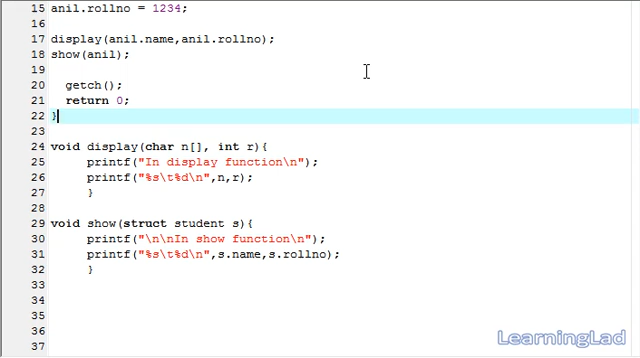 15 anil.rollno = 1234;
16
17 display(anil.name,anil.rollno);
18 show(anil);
19
20 getch();
21 return 0;
22 }
23
24 void display(char n[], int r){
25 printf("In display function\n");
26 printf("%s\t%d\n",n,r);
27 }
28
29 void show(struct student s){
30 printf("\n\nIn show function\n");
31 printf("%s\t%d\n",s.name,s.rollno);
32 }
33
34
35
36
37
LearningLad